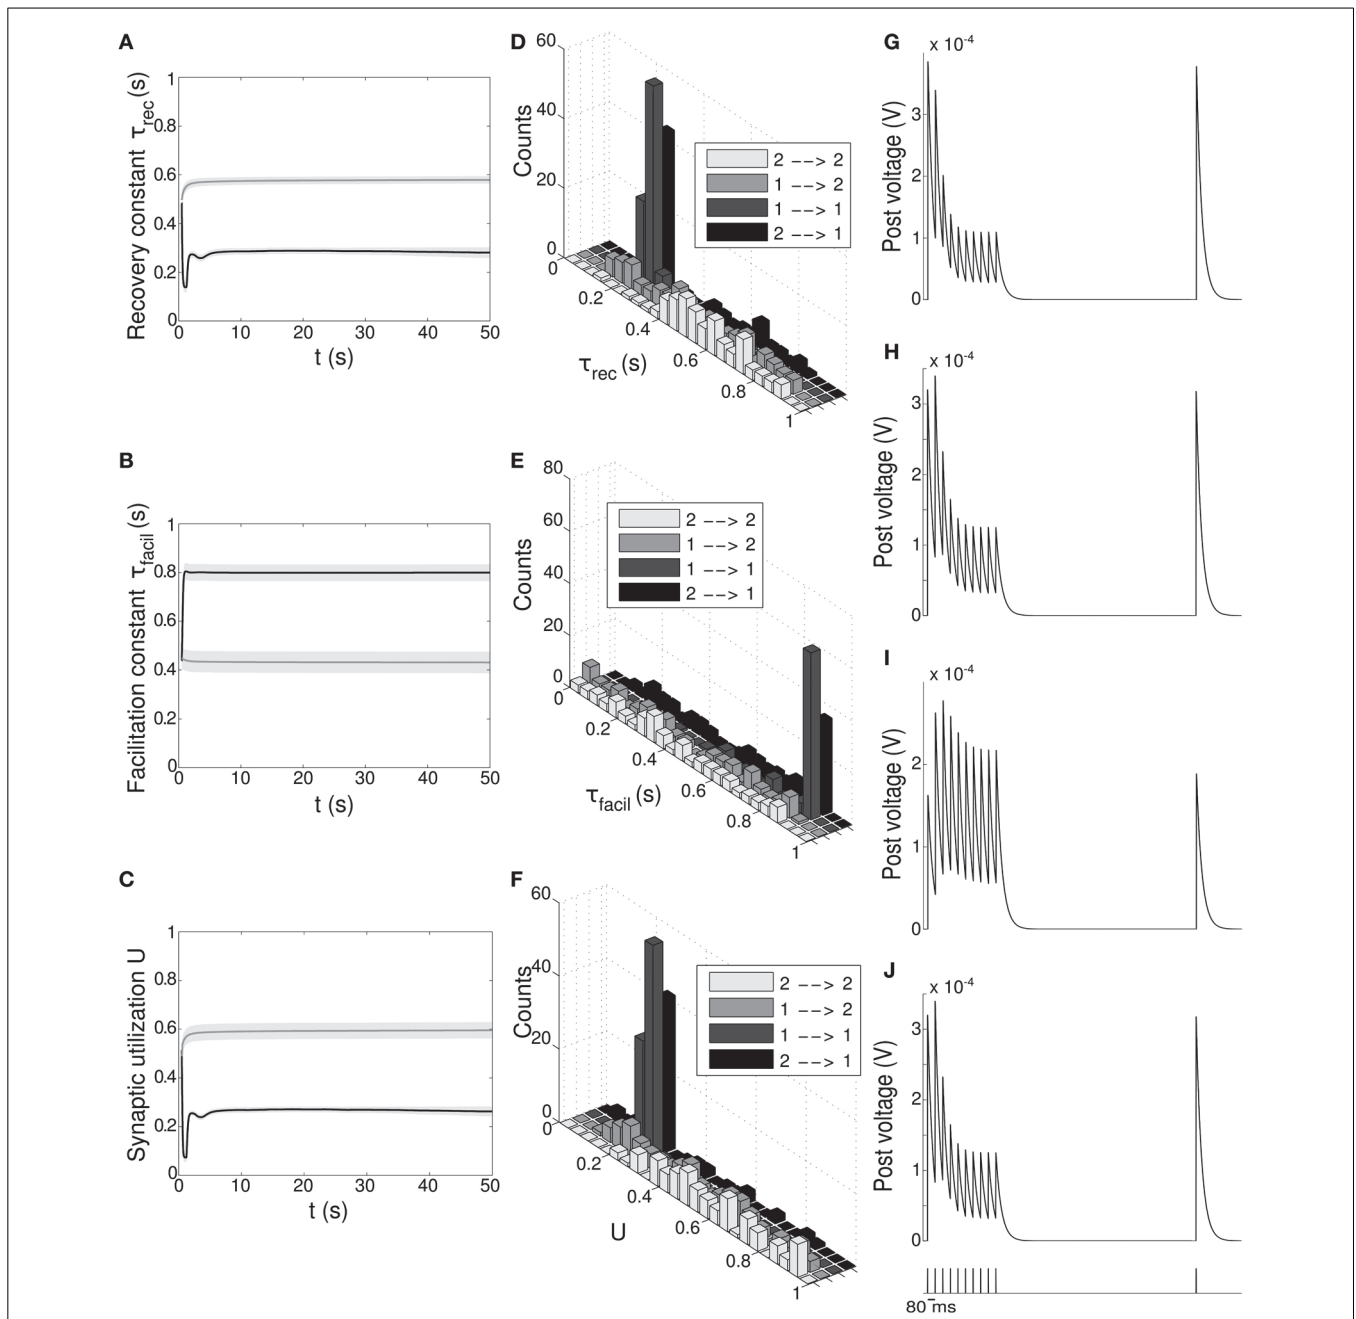 A
1
0.8
0.6
0.4
0.2
0
0 10 20 30 40 50
Recovery constant τrec (s)
t (s)
B
1
0.8
0.6
0.4
0.2
0
0 10 20 30 40 50
Facilitation constant τfacil (s)
t (s)
C
1
0.8
0.6
0.4
0.2
0
0 10 20 30 40 50
Synaptic utilization U
t (s)
D
60
40
20
0
Counts
0
0.2
0.4
0.6
0.8
1
τrec (s)
2 --> 2
1 --> 2
1 --> 1
2 --> 1
E
80
60
40
20
0
Counts
0
0.2
0.4
0.6
0.8
1
τfacil (s)
2 --> 2
1 --> 2
1 --> 1
2 --> 1
F
60
40
20
0
Counts
0
0.2
0.4
0.6
0.8
1
U
2 --> 2
1 --> 2
1 --> 1
2 --> 1
G
x 10-4
3
2
1
0
Post voltage (V)
H
x 10-4
3
2
1
0
Post voltage (V)
I
x 10-4
2
1
0
Post voltage (V)
J
x 10-4
3
2
1
0
Post voltage (V)
80 ms